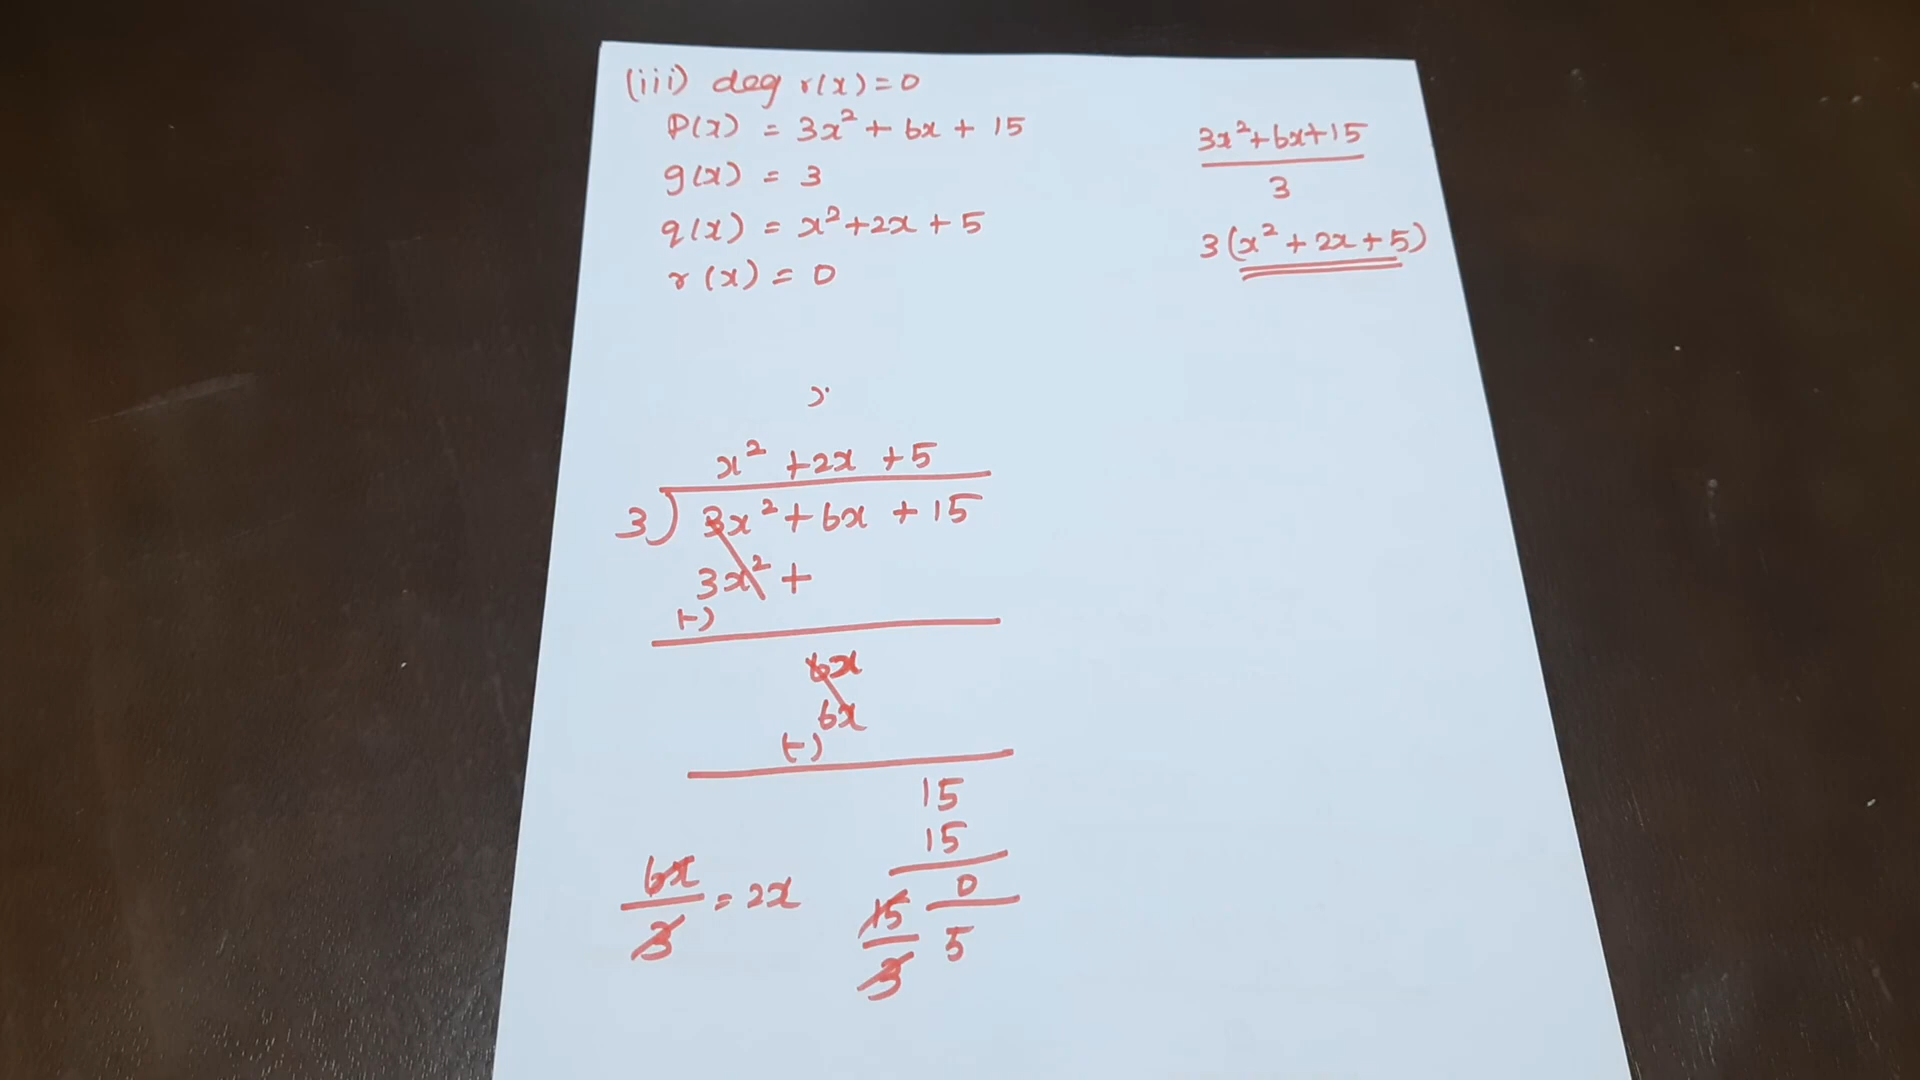 (iii) deg r(x) = 0
P(x) = 3x² + 6x + 15
g(x) = 3
q(x) = x² + 2x + 5
r(x) = 0
3x² + 6x + 15
3
3(x² + 2x + 5)
x² + 2x + 5
3) 3x² + 6x + 15
3x² +
(-)
6x
6x
(-)
15
15
0
6x
3
= 2x
15
3
5